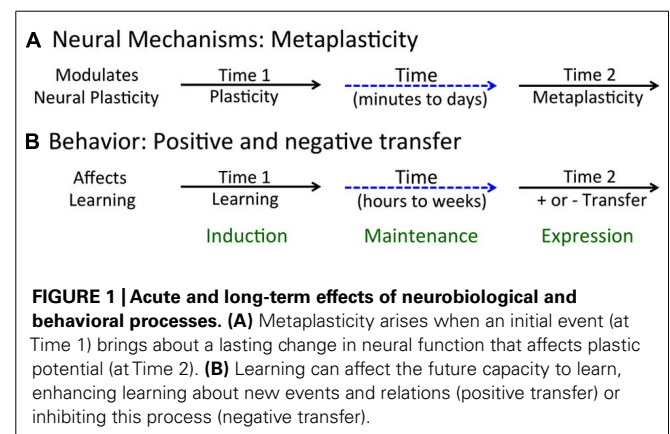 A Neural Mechanisms: Metaplasticity
Modulates
Neural Plasticity
Time 1
Plasticity
Time
(minutes to days)
Time 2
Metaplasticity
B Behavior: Positive and negative transfer
Affects
Learning
Time 1
Learning
Time
(hours to weeks)
Time 2
+ or - Transfer
Induction
Maintenance
Expression
FIGURE 1 | Acute and long-term effects of neurobiological and
behavioral processes. (A) Metaplasticity arises when an initial event (at
Time 1) brings about a lasting change in neural function that affects plastic
potential (at Time 2). (B) Learning can affect the future capacity to learn,
enhancing learning about new events and relations (positive transfer) or
inhibiting this process (negative transfer).